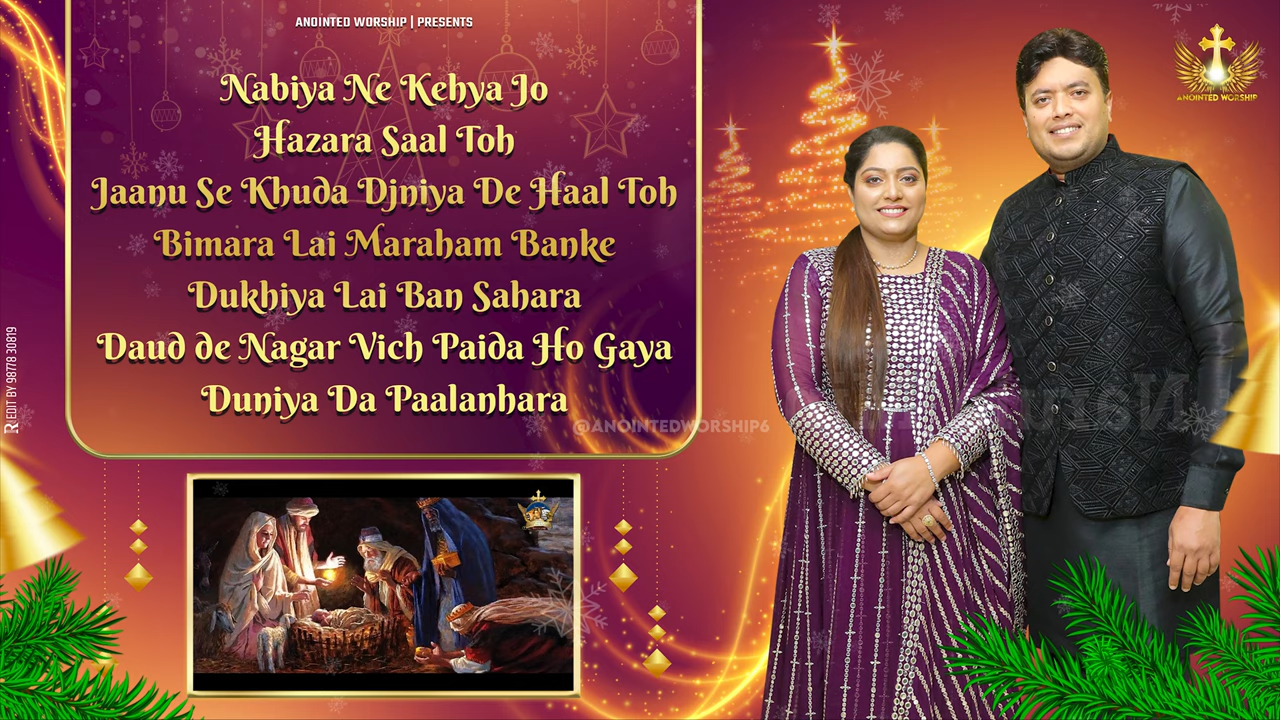 ANOINTED WORSHIP | PRESENTS
Nabiya Ne Kehya Jo
Hazara Saal Toh
Jaanu Se Khuda Djniya De Haal Toh
Bimara Lai Maraham Banke
Dukhiya Lai Ban Sahara
Daud de Nagar Vich Paida Ho Gaya
Duniya Da Paalanhara
@ANOINTEDWORSHIP6
ANOINTED WORSHIP
R|EDIT BY 98778 30819